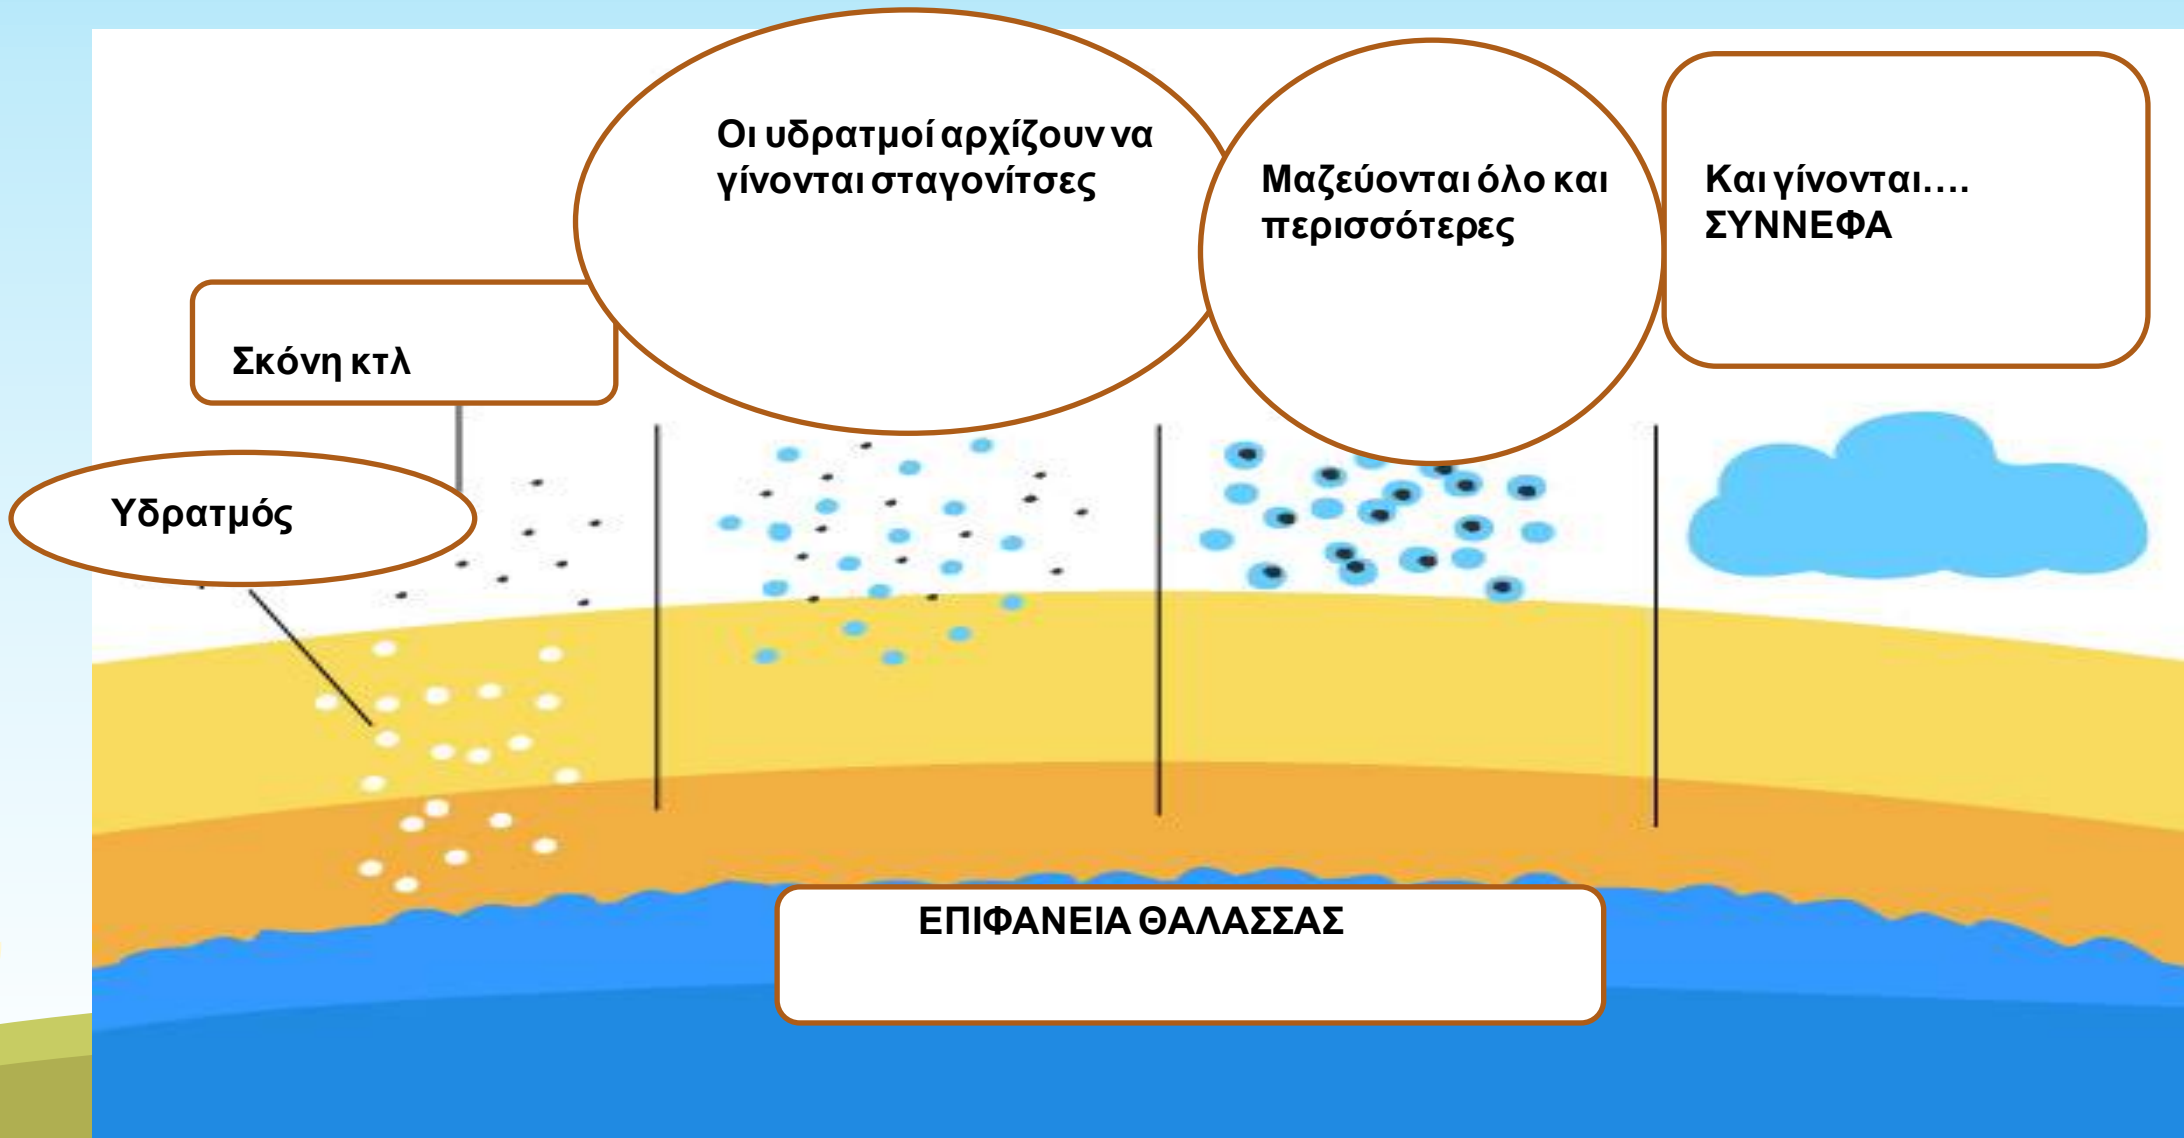 Οι υδρατμοί αρχίζουν να
γίνονται σταγονίτσες
Μαζεύονται όλο και
περισσότερες
Και γίνονται....
ΣΥΝΝΕΦΑ
Σκόνη κτλ
Υδρατμός
ΕΠΙΦΑΝΕΙΑ ΘΑΛΑΣΣΑΣ